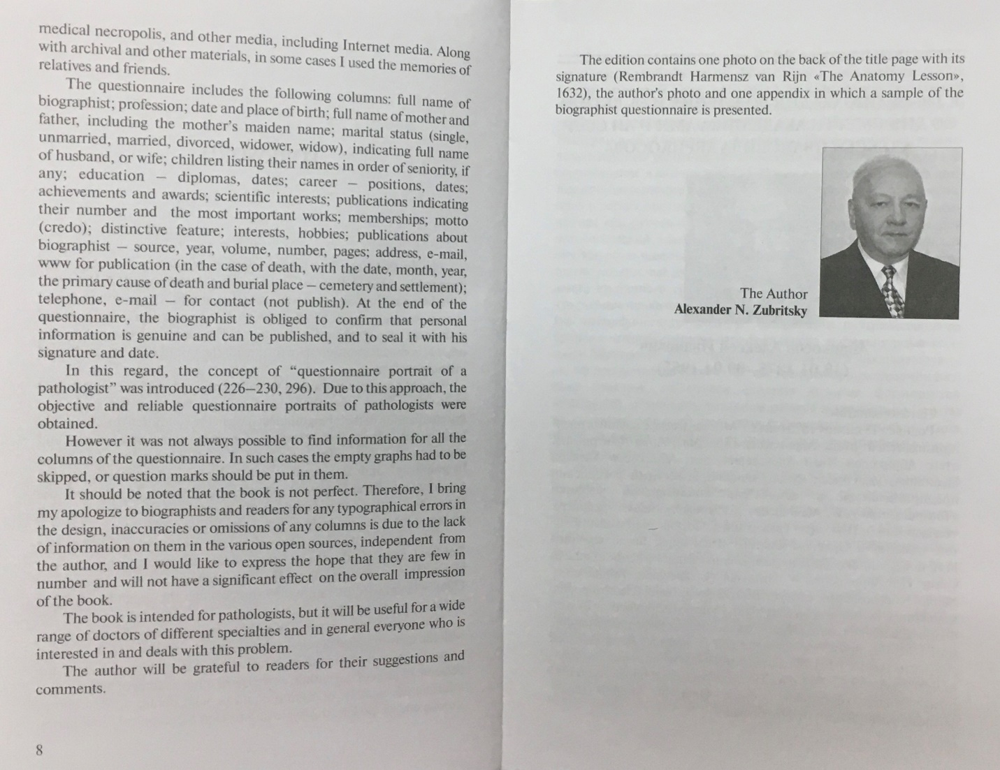 medical necropolis, and other media, including Internet media. Along
with archival and other materials, in some cases I used the memories of
relatives and friends.
The questionnaire includes the following columns: full name of
biographist; profession; date and place of birth; full name of mother and
father, including the mother's maiden name; marital status (single,
unmarried, married, divorced, widower, widow), indicating full name
of husband, or wife; children listing their names in order of seniority, if
any; education — diplomas, dates; career — positions, dates;
achievements and awards; scientific interests; publications indicating
their number and the most important works; memberships; motto
(credo); distinctive feature; interests, hobbies; publications about
biographist — source, year, volume, number, pages; address, e-mail,
www for publication (in the case of death, with the date, month, year,
the primary cause of death and burial place — cemetery and settlement);
telephone, e-mail — for contact (not publish). At the end of the
questionnaire, the biographist is obliged to confirm that personal
information is genuine and can be published, and to seal it with his
signature and date.
In this regard, the concept of “questionnaire portrait of a
pathologist” was introduced (226—230, 296). Due to this approach, the
objective and reliable questionnaire portraits of pathologists were
obtained.
However it was not always possible to find information for all the
columns of the questionnaire. In such cases the empty graphs had to be
skipped, or question marks should be put in them.
It should be noted that the book is not perfect. Therefore, I bring
my apologize to biographists and readers for any typographical errors in
the design, inaccuracies or omissions of any columns is due to the lack
of information on them in the various open sources, independent from
the author, and I would like to express the hope that they are few in
number and will not have a significant effect on the overall impression
of the book.
The book is intended for pathologists, but it will be useful for a wide
range of doctors of different specialties and in general everyone who is
interested in and deals with this problem.
The author will be grateful to readers for their suggestions and
comments.
8
The edition contains one photo on the back of the title page with its
signature (Rembrandt Harmensz van Rijn «The Anatomy Lesson»,
1632), the author's photo and one appendix in which a sample of the
biographist questionnaire is presented.
The Author
Alexander N. Zubritsky